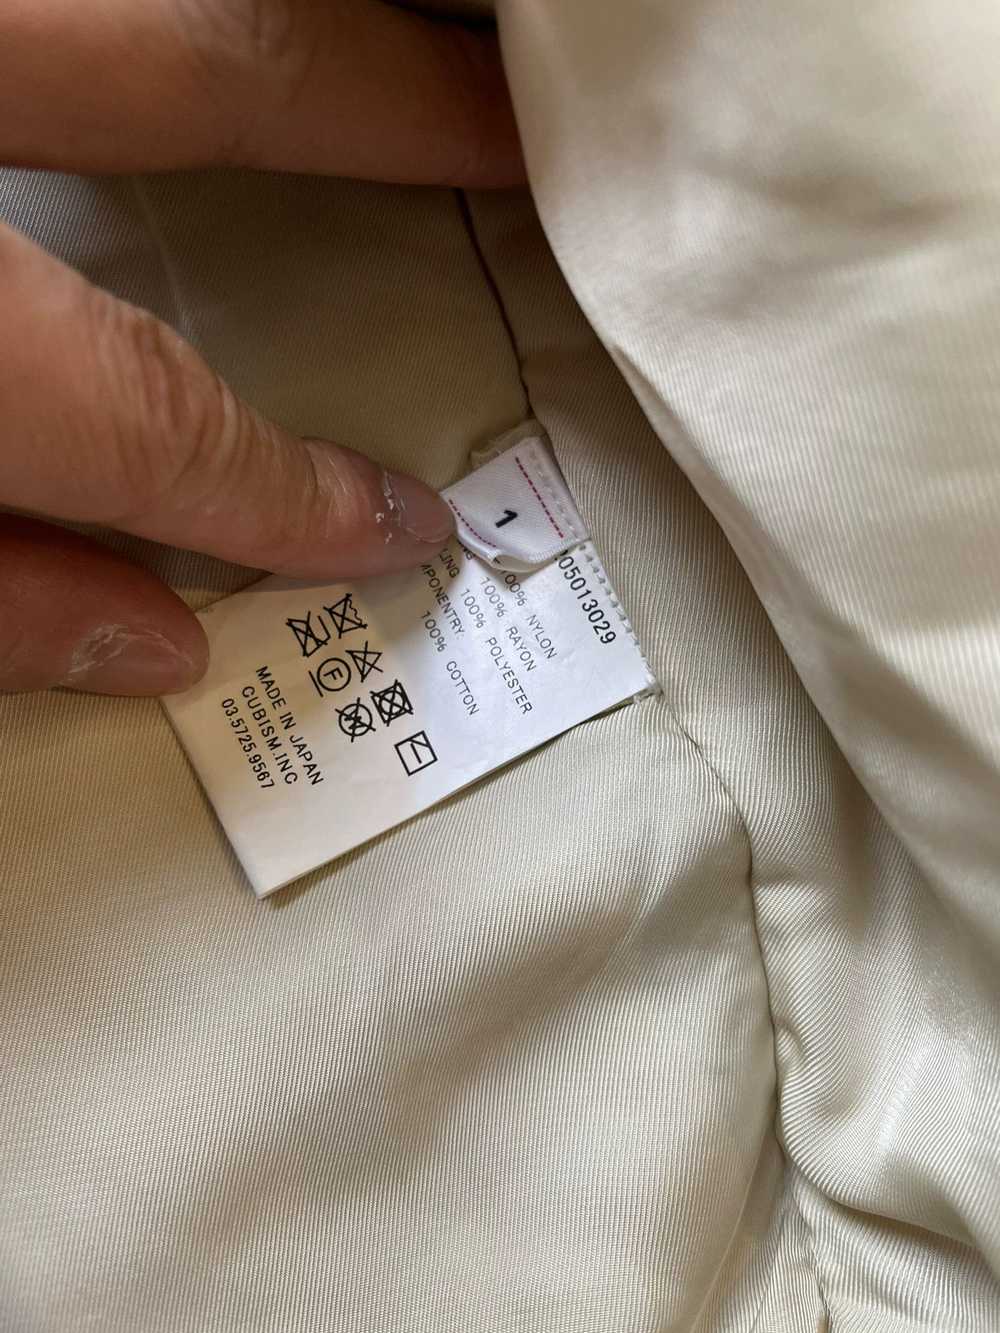 1
05013029
100% NYLON
100% RAYON
100% POLYESTER
100% COTTON
F
W
MADE IN JAPAN
CUBISM.INC
03.5725.9567